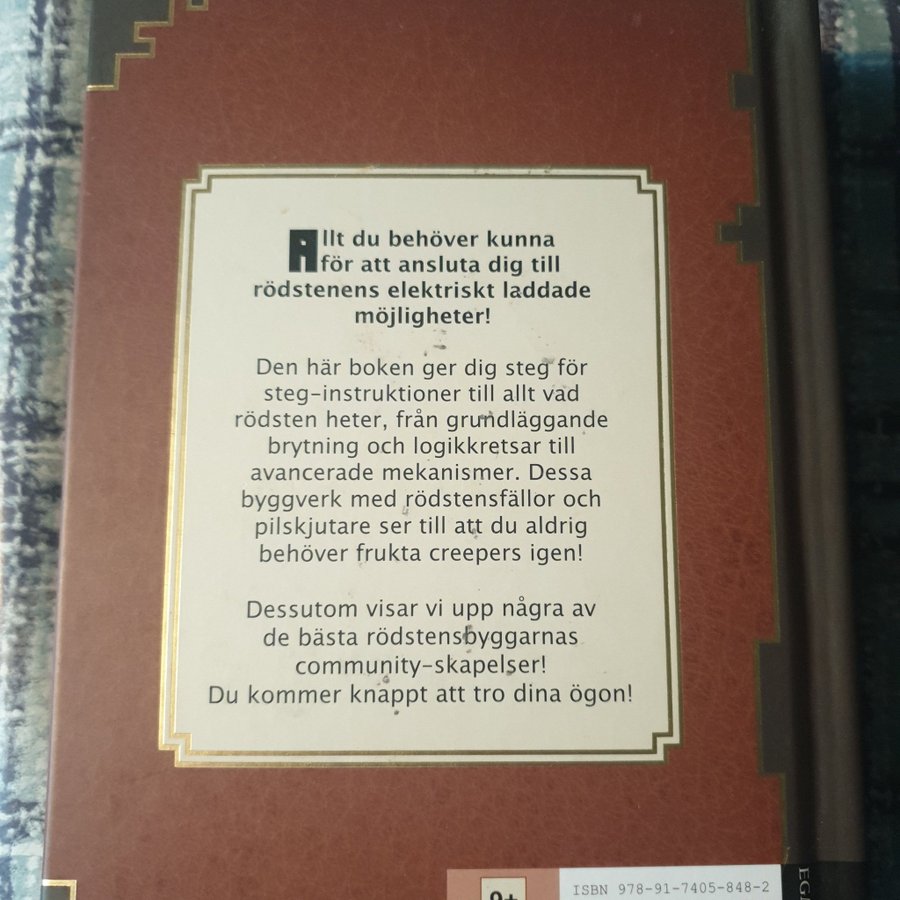 Allt du behöver kunna
för att ansluta dig till
rödstenens elektriskt laddade
möjligheter!
Den här boken ger dig steg för
steg-instruktioner till allt vad
rödsten heter, från grundläggande
brytning och logikkretsar till
avancerade mekanismer. Dessa
byggverk med rödstensfällor och
pilskjutare ser till att du aldrig
behöver frukta creepers igen!
Dessutom visar vi upp några av
de bästa rödstensbyggarnas
community-skapelser!
Du kommer knappt att tro dina ögon!
9+
ISBN 978-91-7405-848-2